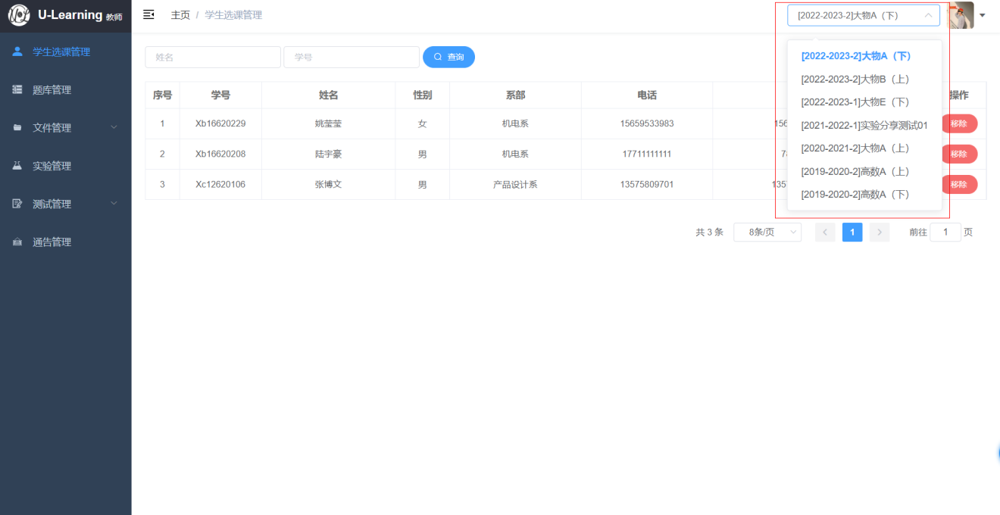 U-Learning 教师
主页 / 学生选课管理
[2022-2023-2]大物A（下）
学生选课管理
题库管理
文件管理
实验管理
测试管理
通告管理
姓名
学号
查询
[2022-2023-2]大物A（下）
[2022-2023-2]大物B（上）
[2022-2023-1]大物E（下）
[2021-2022-1]实验分享测试01
[2020-2021-2]大物A（上）
[2019-2020-2]高数A（上）
[2019-2020-2]高数A（下）
序号 学号 姓名 性别 系部 电话 操作
1 Xb16620229 姚莹莹 女 机电系 15659533983 156 移除
2 Xb16620208 陆宇豪 男 机电系 17711111111 移除
3 Xc12620106 张博文 男 产品设计系 13575809701 135 移除
共 3 条 8条/页 1 前往 1 页